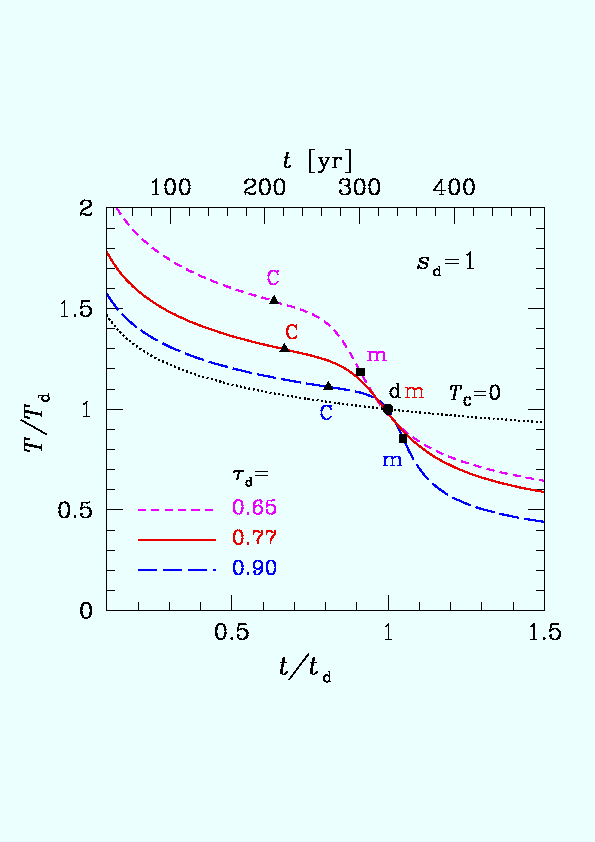 t [yr]
100 200 300 400
2
s_d=1
C
m
1.5
C
C
d m
T_C=0
1
m
T/T_d
τ_d=
0.65
0.5
0.77
0.90
0
0.5 1 1.5
t/t_d